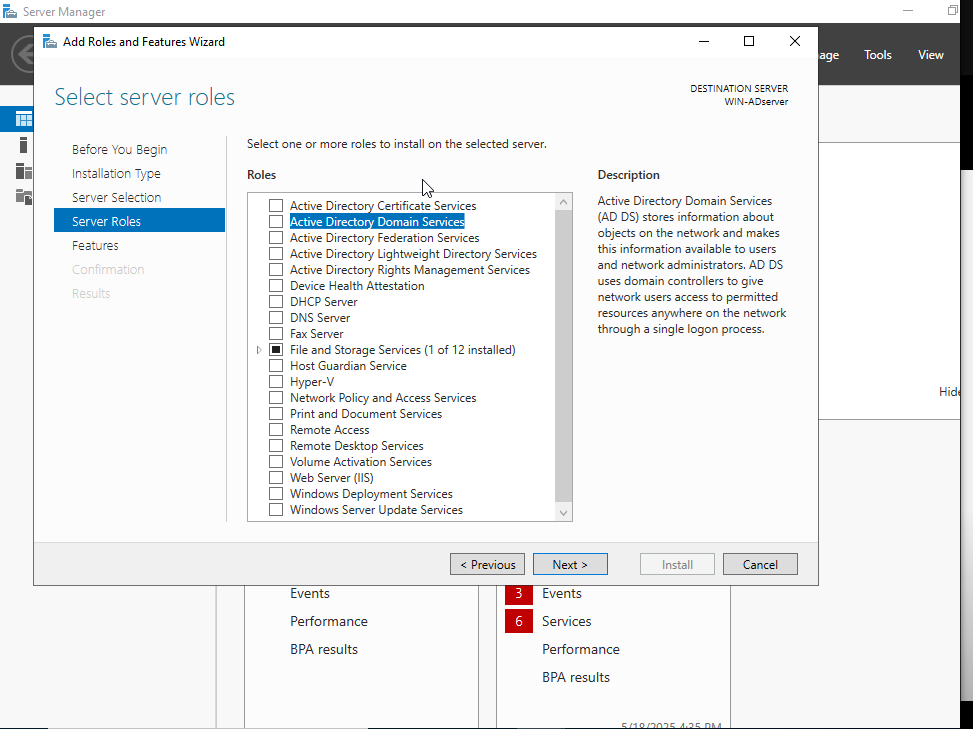 Server Manager
Add Roles and Features Wizard
Tools
View
Select server roles
DESTINATION SERVER
WIN-ADserver
Before You Begin
Installation Type
Server Selection
Server Roles
Features
Confirmation
Results
Select one or more roles to install on the selected server.
Roles
Active Directory Certificate Services
Active Directory Domain Services
Active Directory Federation Services
Active Directory Lightweight Directory Services
Active Directory Rights Management Services
Device Health Attestation
DHCP Server
DNS Server
Fax Server
File and Storage Services (1 of 12 installed)
Host Guardian Service
Hyper-V
Network Policy and Access Services
Print and Document Services
Remote Access
Remote Desktop Services
Volume Activation Services
Web Server (IIS)
Windows Deployment Services
Windows Server Update Services
Description
Active Directory Domain Services
(AD DS) stores information about
objects on the network and makes
this information available to users
and network administrators. AD DS
uses domain controllers to give
network users access to permitted
resources anywhere on the network
through a single logon process.
Hide
< Previous
Next >
Install
Cancel
Events
Performance
BPA results
3 Events
6 Services
Performance
BPA results
5/18/2025 4:35 PM